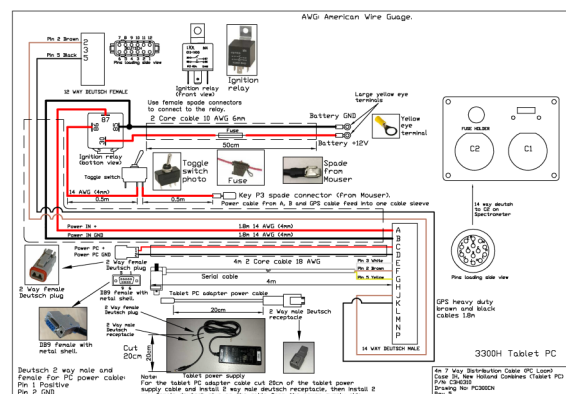 AWG: American Wire Guage.
Pin 2 Brown
Pin 5 Black
DEUTSCH
Pins loading side view
12 WAY DEUTSCH FEMALE
Ignition relay
(Front view)
Ignition
relay
Use female spade connectors
to connect to the relay.
2 Core cable 10 AWG 6mm
Battery GND
Large yellow eye
terminals
Fuse
50cm
Battery +12V
Yellow
eye
terminal
87
86
85
30
Ignition relay
(bottom view)
Toggle switch
Toggle
switch
photo
Fuse
Spade
from
Mouser
14 AWG (4mm)
0.5m
0.5m
Key P3 spade connector (from Mouser).
Power cable from A, B and GPS cable feed into one cable sleeve
FUSE HOLDER
C2
C1
14 way deutsh
to C2 on
Spectrometer
Pins loading side view
Power IN +
1.8m 14 AWG (4mm)
Power IN GND
1.8m 14 AWG (4mm)
Power PC +
Power PC GND
4m 2 Core cable 18 AWG
2 Way female
Deutsch plug
2 Way female
Deutsch plug
DB9 female with
metal shell.
Serial cable
4m
Pin 3 White
Pin 2 Brown
Pin 5 Yellow
A
B
C
D
E
F
G
H
J
K
L
M
N
P
14 WAY DEUTSCH MALE
GPS heavy duty
brown and black
cables 1.8m
Tablet PC adapter power cable
20cm
2 Way male Deutsch
receptacle
2 Way female
Deutsch plug
2 Way male
Deutsch
receptacle
DB9 female with
metal shell.
Cut
20cm
20cm
Tablet power supply
Deutsch 2 way male and
female for PC power cable:
Pin 1 Positive
Pin 2 GND
Note:
For the tablet PC adapter cable cut 20cm of the tablet power
supply cable and install 2 way male deutsch receptacle, then install 2
3300H Tablet PC
4m 7 Way Distribution Cable (PC Loom)
Case IH, New Holland Combines (Tablet PC)
P/N: C3H0310
Drawing No: PC300EN